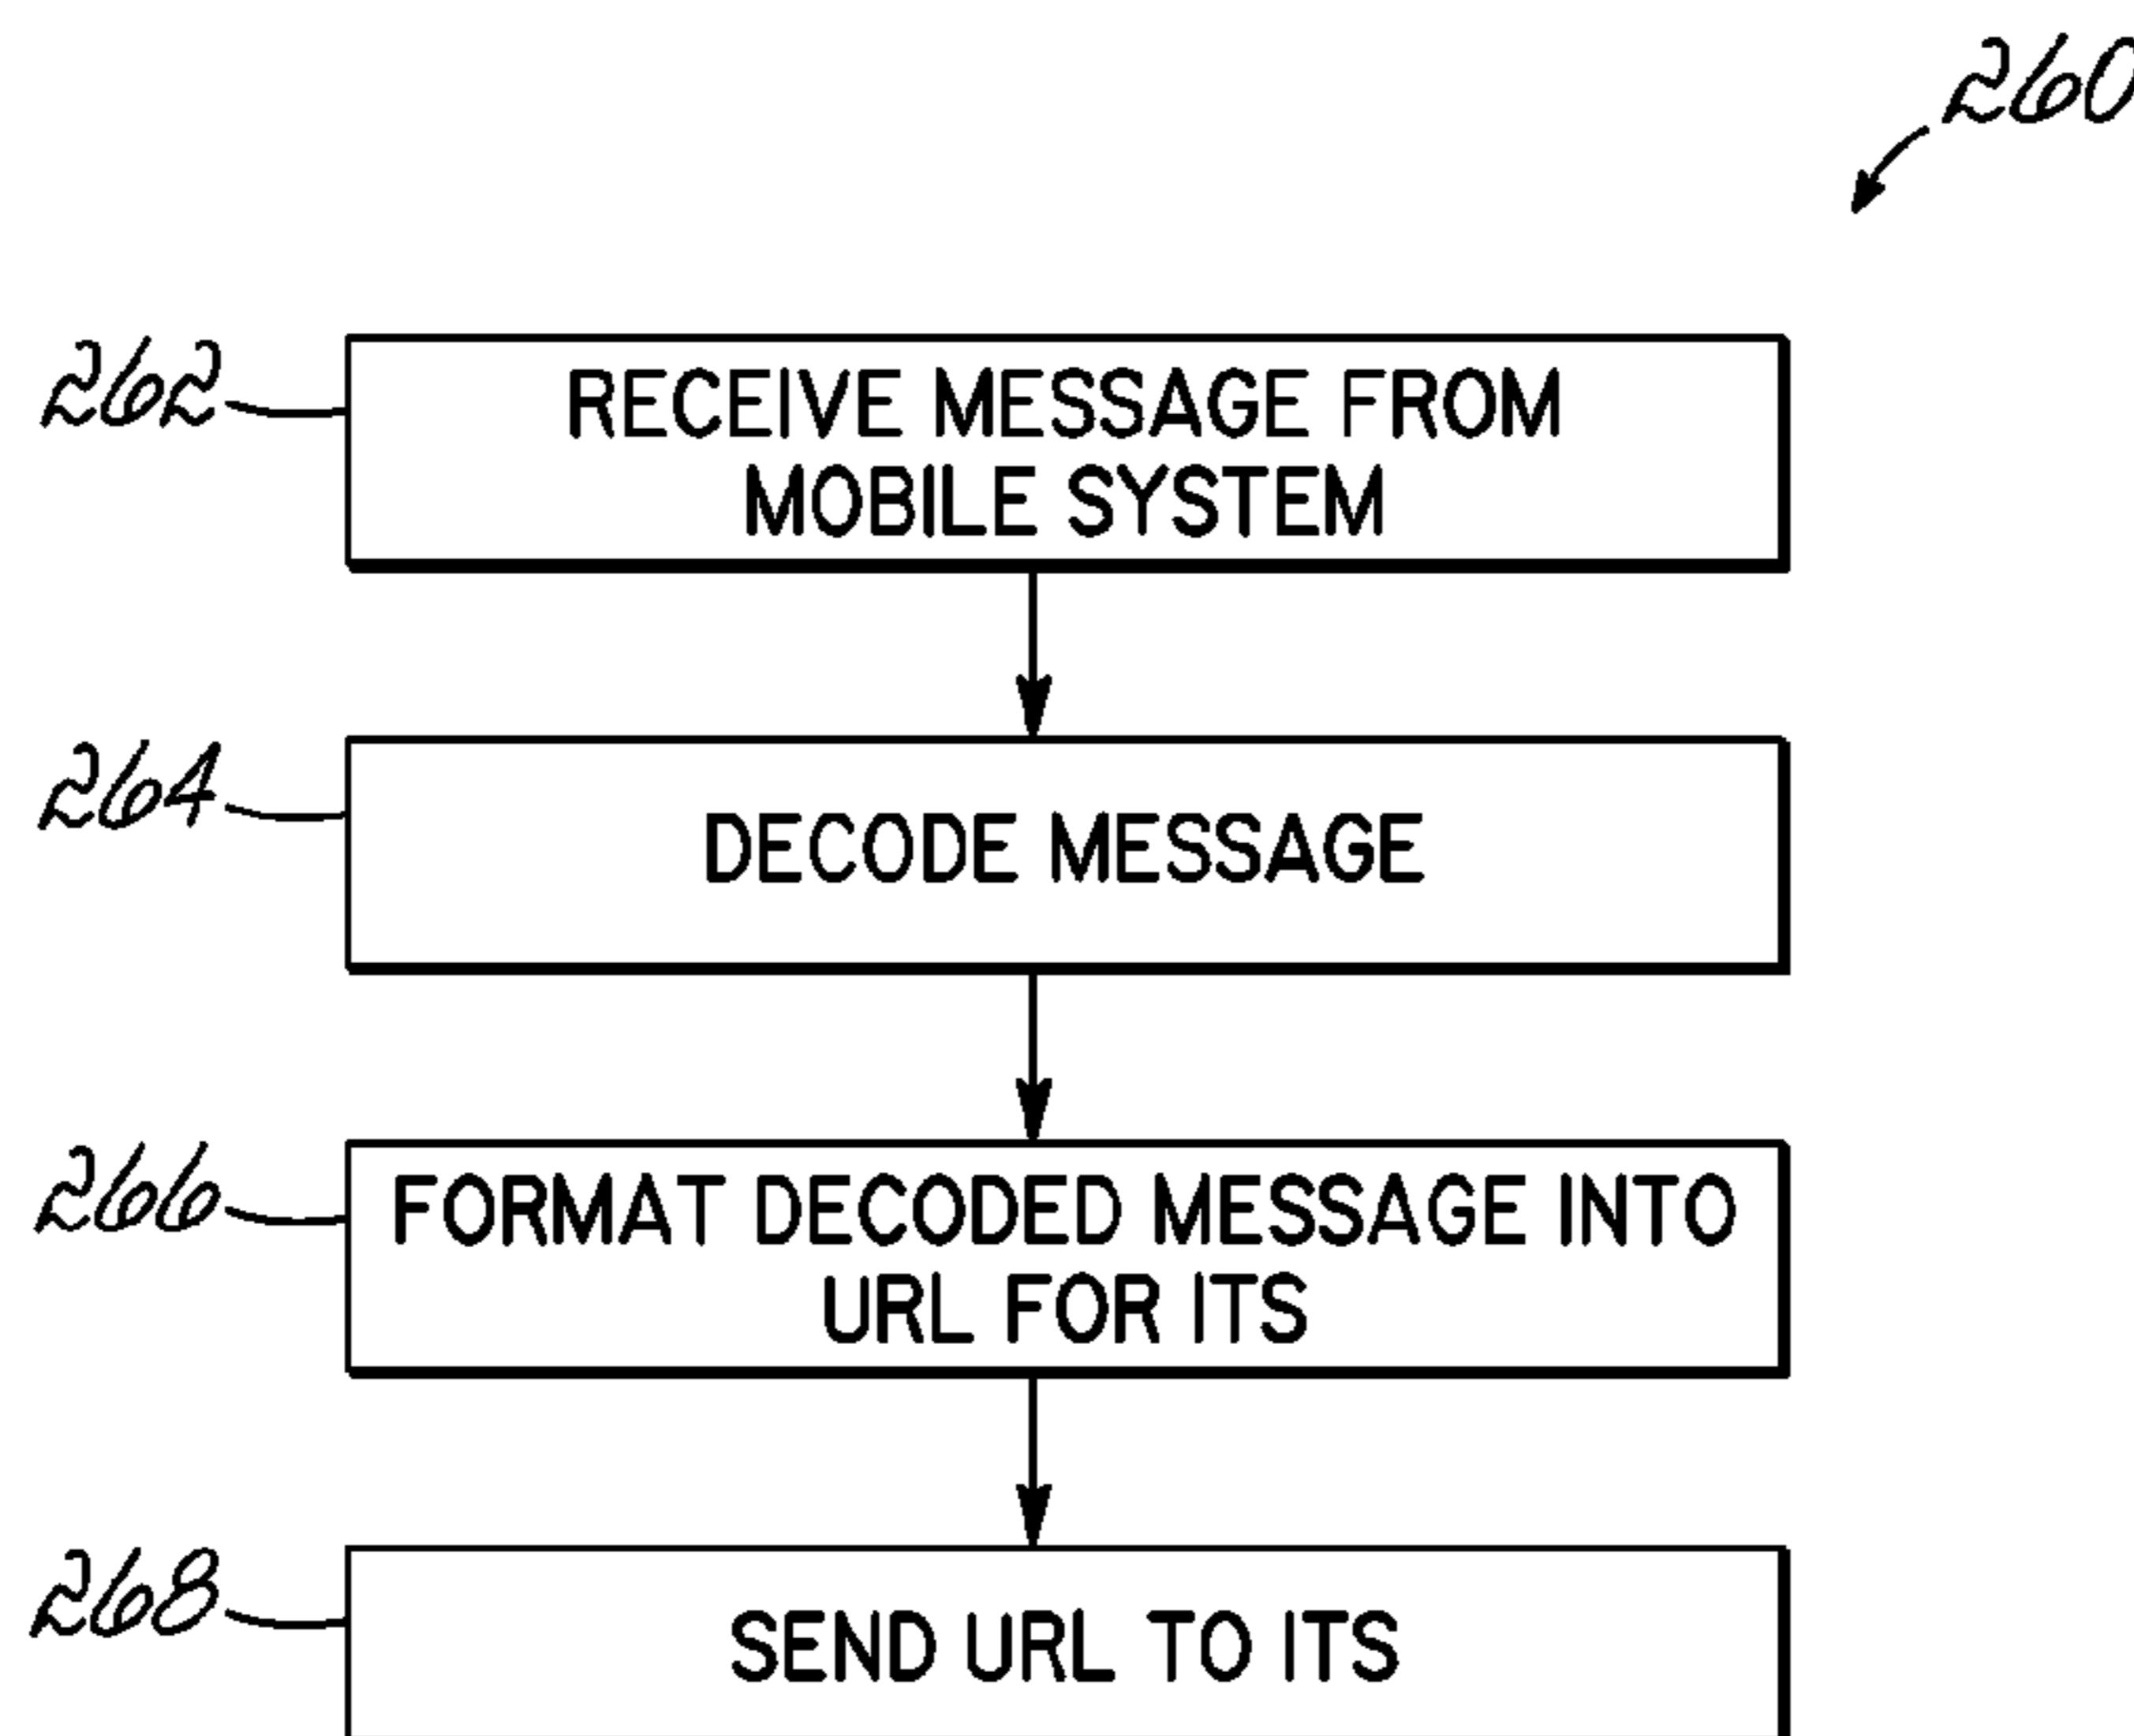 260
262
RECEIVE MESSAGE FROM
MOBILE SYSTEM
264
DECODE MESSAGE
266
FORMAT DECODED MESSAGE INTO
URL FOR ITS
268
SEND URL TO ITS